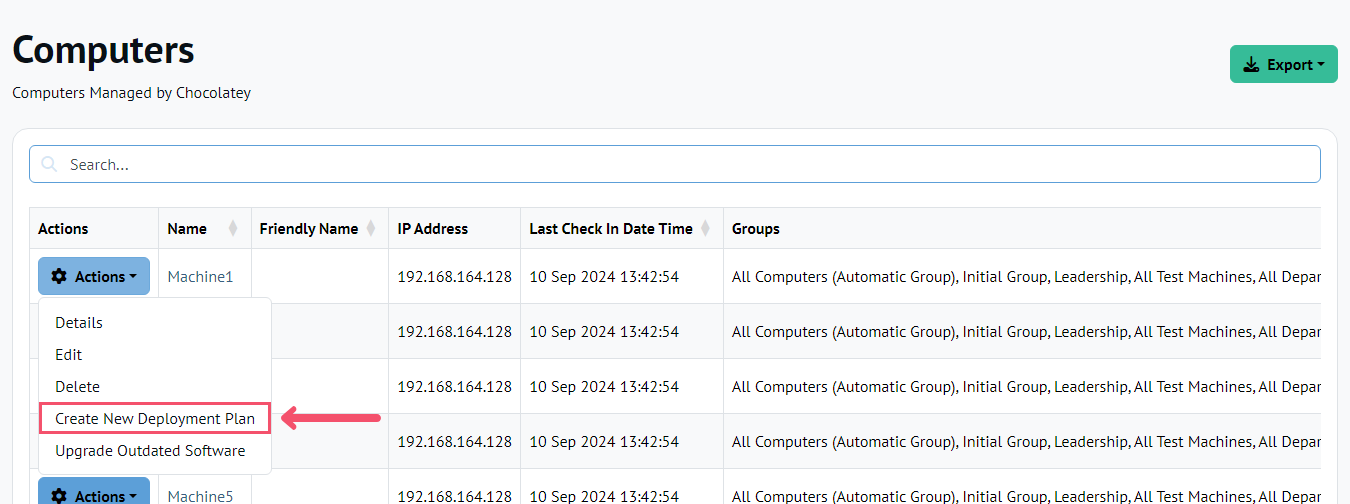 Computers
Export
Computers Managed by Chocolatey
Search...
Actions Name Friendly Name IP Address Last Check In Date Time Groups
Actions Machine1 192.168.164.128 10 Sep 2024 13:42:54 All Computers (Automatic Group), Initial Group, Leadership, All Test Machines, All Depar
Details
Edit
192.168.164.128 10 Sep 2024 13:42:54 All Computers (Automatic Group), Initial Group, Leadership, All Test Machines, All Depar
Delete
192.168.164.128 10 Sep 2024 13:42:54 All Computers (Automatic Group), Initial Group, Leadership, All Test Machines, All Depar
Create New Deployment Plan
Upgrade Outdated Software
192.168.164.128 10 Sep 2024 13:42:54 All Computers (Automatic Group), Initial Group, Leadership, All Test Machines, All Depar
Actions Machine5 192.168.164.128 10 Sep 2024 13:42:54 All Computers (Automatic Group), Initial Group, Leadership, All Test Machines, All Depar